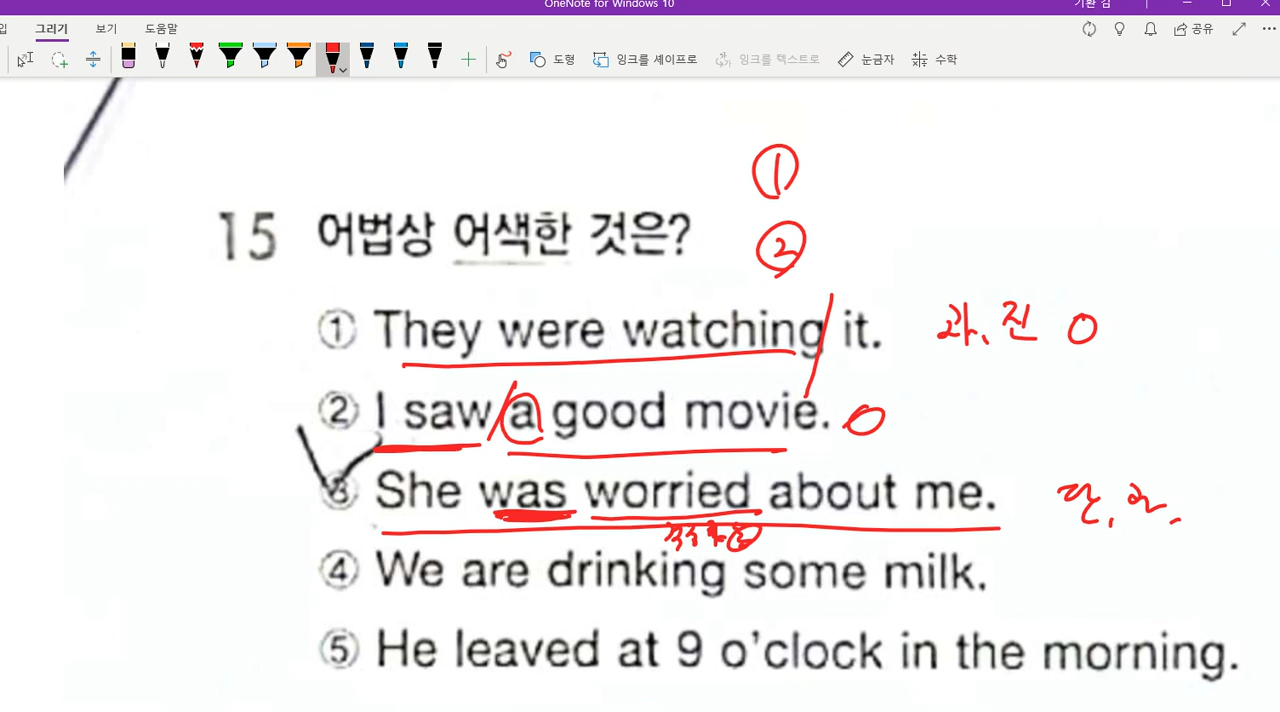 OneNote for Windows 10
기환 김
입 그리기 보기 도움말
공유
도형 잉크를 셰이프로 잉크를 텍스트로 눈금자 수학
①
15 어법상 어색한 것은?
②
① They were watching it. 과, 진 O
② I saw a good movie. O
③ She was worried about me.
④ We are drinking some milk.
⑤ He leaved at 9 o'clock in the morning.